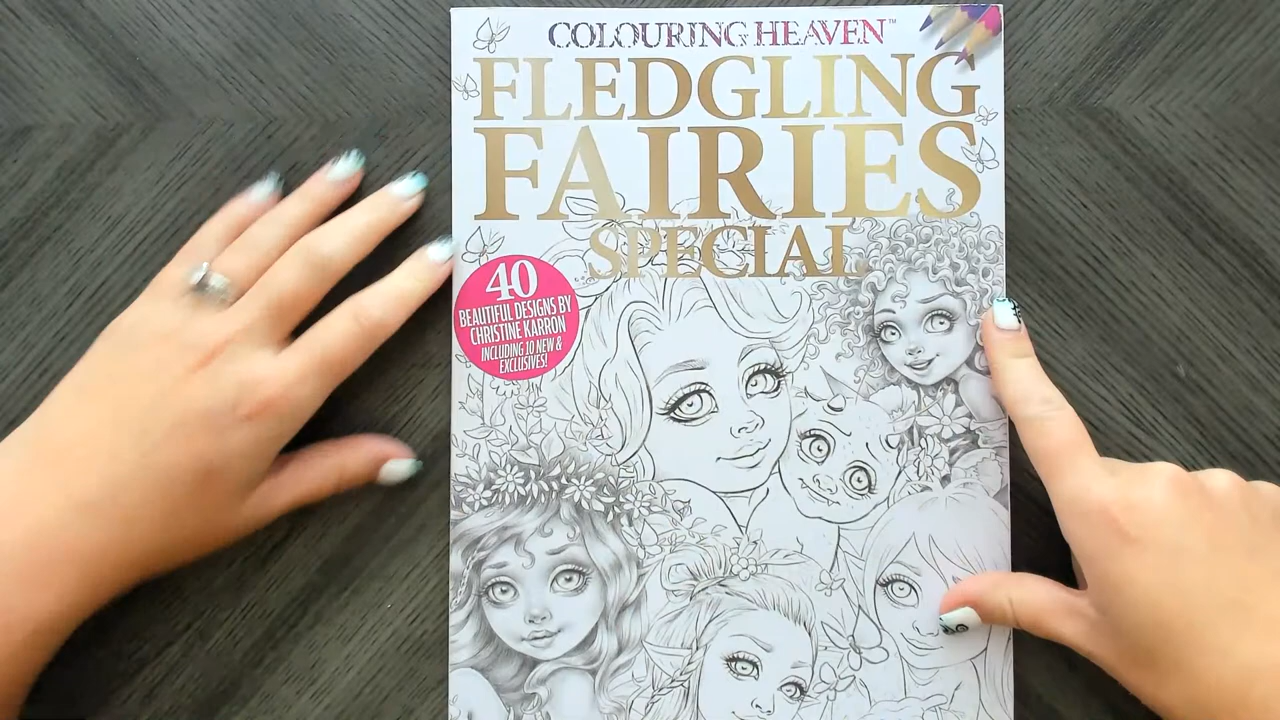 COLOURING HEAVEN™
FLEDGLING
FAIRIES
SPECIAL
40
BEAUTIFUL DESIGNS BY
CHRISTINE KARRON
INCLUDING 10 NEW &
EXCLUSIVES!